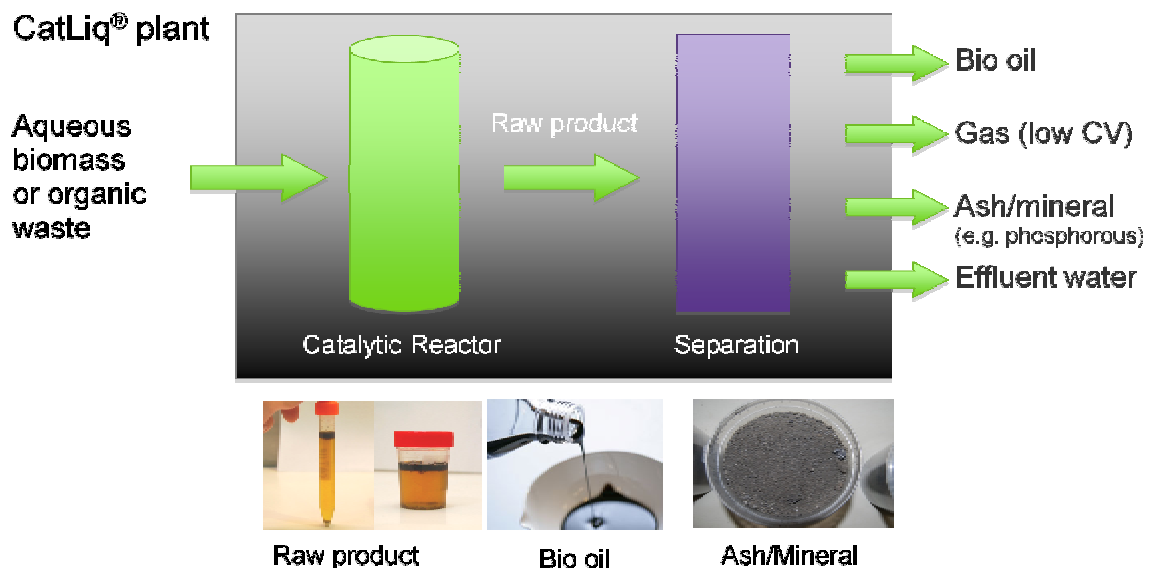 CatLiq® plant
Aqueous
biomass
or organic
waste
Raw product
Catalytic Reactor
Separation
Bio oil
Gas (low CV)
Ash/mineral
(e.g. phosphorous)
Effluent water
Raw product
Bio oil
Ash/Mineral